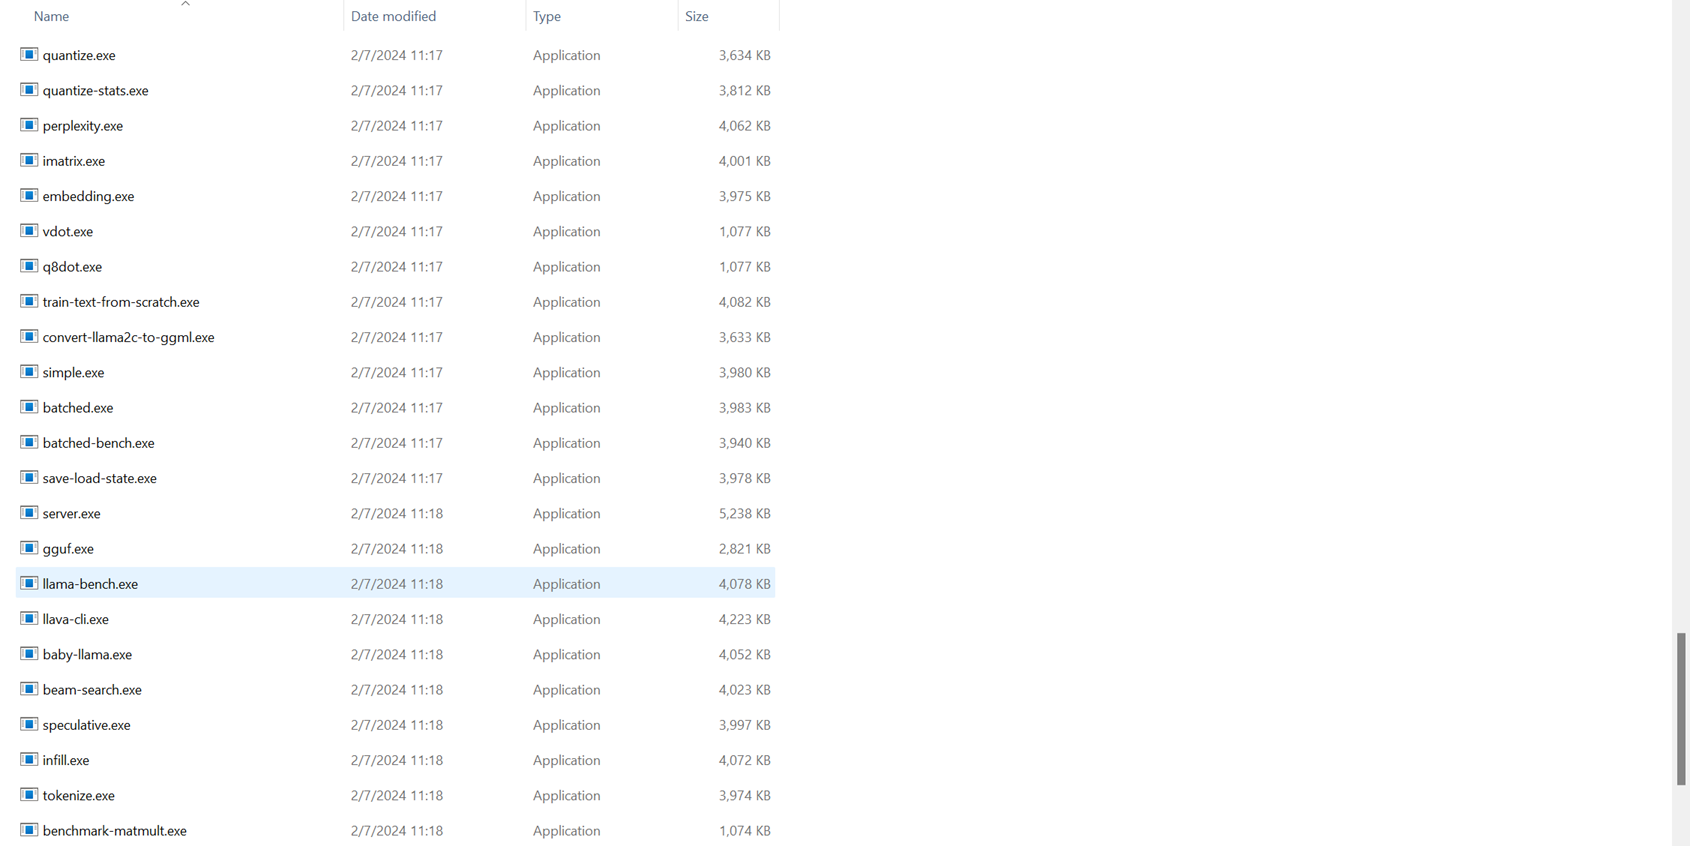 Name Date modified Type Size
quantize.exe 2/7/2024 11:17 Application 3,634 KB
quantize-stats.exe 2/7/2024 11:17 Application 3,812 KB
perplexity.exe 2/7/2024 11:17 Application 4,062 KB
imatrix.exe 2/7/2024 11:17 Application 4,001 KB
embedding.exe 2/7/2024 11:17 Application 3,975 KB
vdot.exe 2/7/2024 11:17 Application 1,077 KB
q8dot.exe 2/7/2024 11:17 Application 1,077 KB
train-text-from-scratch.exe 2/7/2024 11:17 Application 4,082 KB
convert-llama2c-to-ggml.exe 2/7/2024 11:17 Application 3,633 KB
simple.exe 2/7/2024 11:17 Application 3,980 KB
batched.exe 2/7/2024 11:17 Application 3,983 KB
batched-bench.exe 2/7/2024 11:17 Application 3,940 KB
save-load-state.exe 2/7/2024 11:17 Application 3,978 KB
server.exe 2/7/2024 11:18 Application 5,238 KB
gguf.exe 2/7/2024 11:18 Application 2,821 KB
llama-bench.exe 2/7/2024 11:18 Application 4,078 KB
llava-cli.exe 2/7/2024 11:18 Application 4,223 KB
baby-llama.exe 2/7/2024 11:18 Application 4,052 KB
beam-search.exe 2/7/2024 11:18 Application 4,023 KB
speculative.exe 2/7/2024 11:18 Application 3,997 KB
infill.exe 2/7/2024 11:18 Application 4,072 KB
tokenize.exe 2/7/2024 11:18 Application 3,974 KB
benchmark-matmult.exe 2/7/2024 11:18 Application 1,074 KB